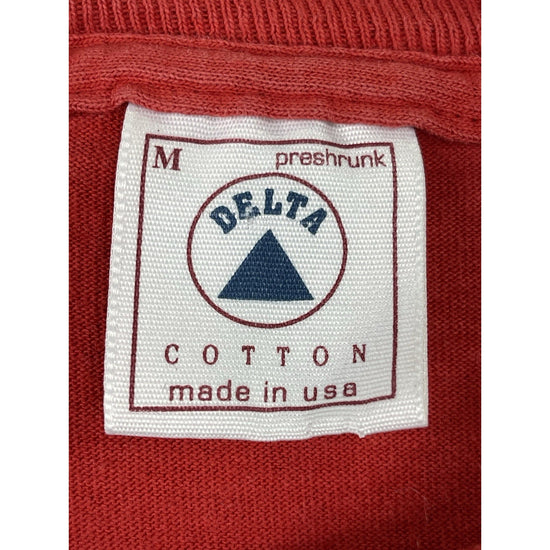 M preshrunk
DELTA
COTTON
made in usa